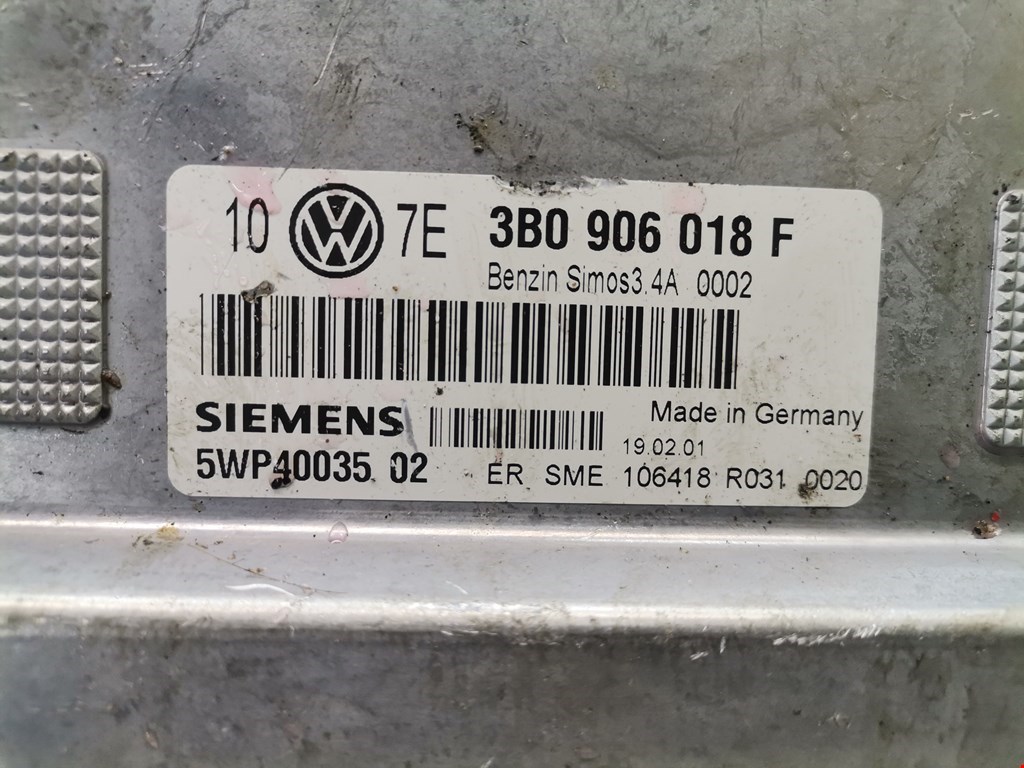 10 VW 7E 3B0 906 018 F
Benzin Simos3.4A 0002
SIEMENS Made in Germany
19.02.01
5WP40035 02 ER SME 106418 R031 0020